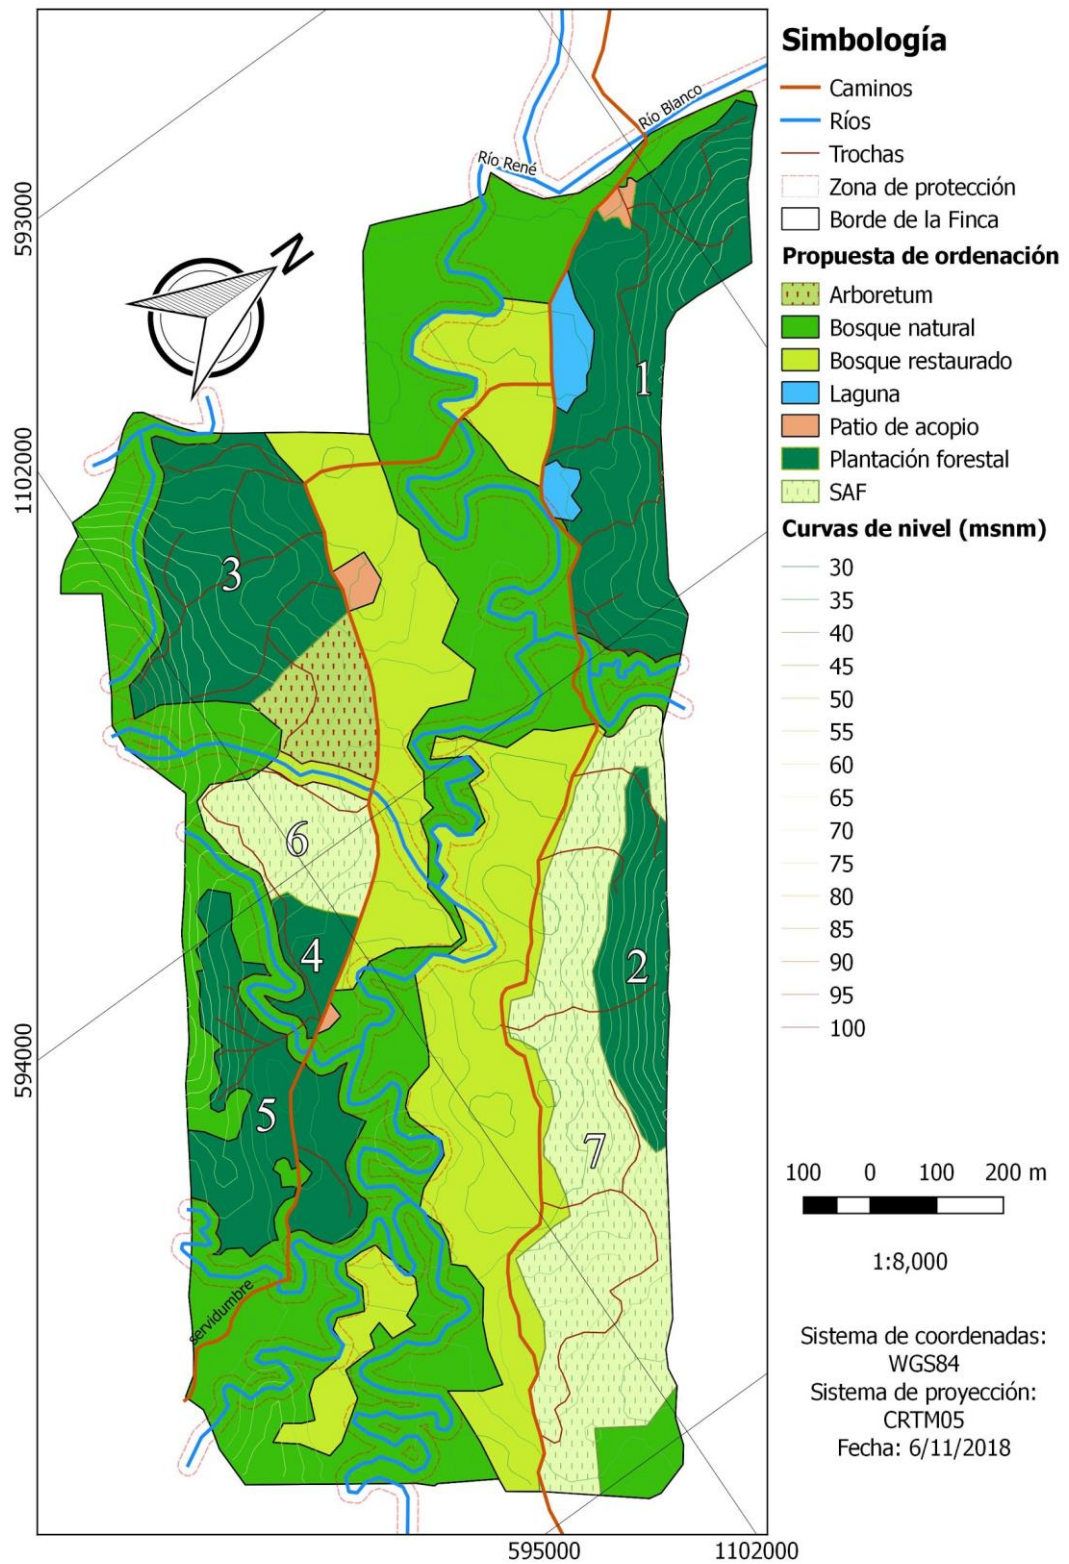 Simbología
Caminos
Ríos
Trochas
Zona de protección
Borde de la Finca
Propuesta de ordenación
Arboretum
Bosque natural
Bosque restaurado
Laguna
Patio de acopio
Plantación forestal
SAF
Curvas de nivel (msnm)
30
35
40
45
50
55
60
65
70
75
80
85
90
95
100
100 0 100 200 m
1:8,000
Sistema de coordenadas:
WGS84
Sistema de proyección:
CRTM05
Fecha: 6/11/2018
593000
1102000
594000
595000
1102000
N
Río Blanco
Río René
servidumbre
1
3
6
4
2
5
7